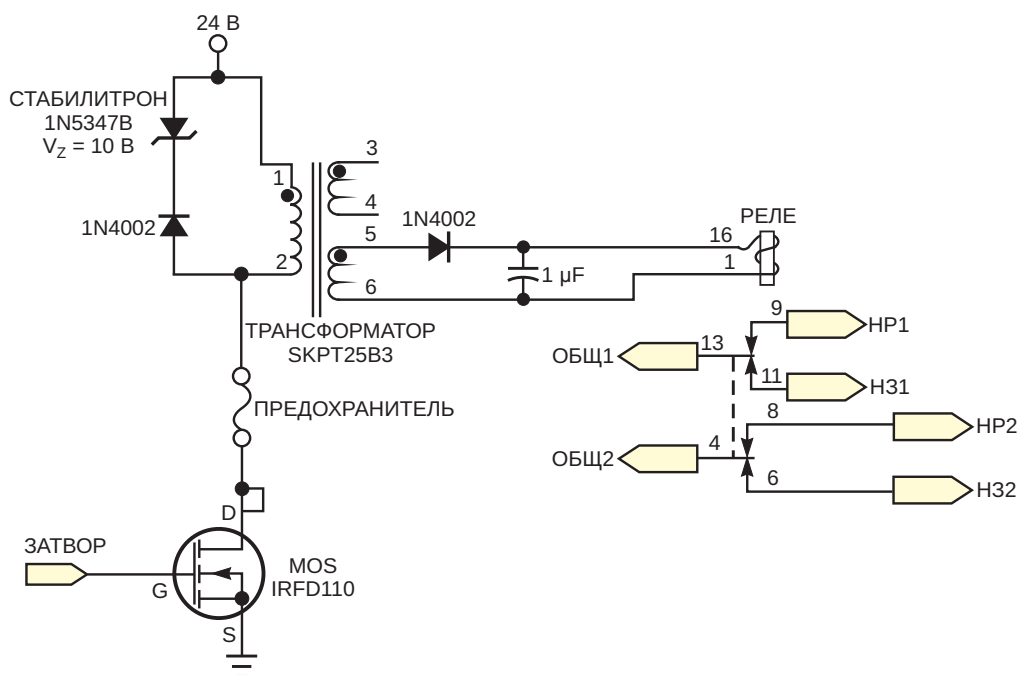 24 В
СТАБИЛИТРОН
1N5347B
VZ = 10 В
1N4002
1
2
3
4
5
6
1N4002
1 µF
РЕЛЕ
16
1
ТРАНСФОРМАТОР
SKPT25B3
ПРЕДОХРАНИТЕЛЬ
ОБЩ1
13
9
НР1
11
НЗ1
ОБЩ2
4
8
НР2
6
НЗ2
D
ЗАТВОР
G
MOS
IRFD110
S